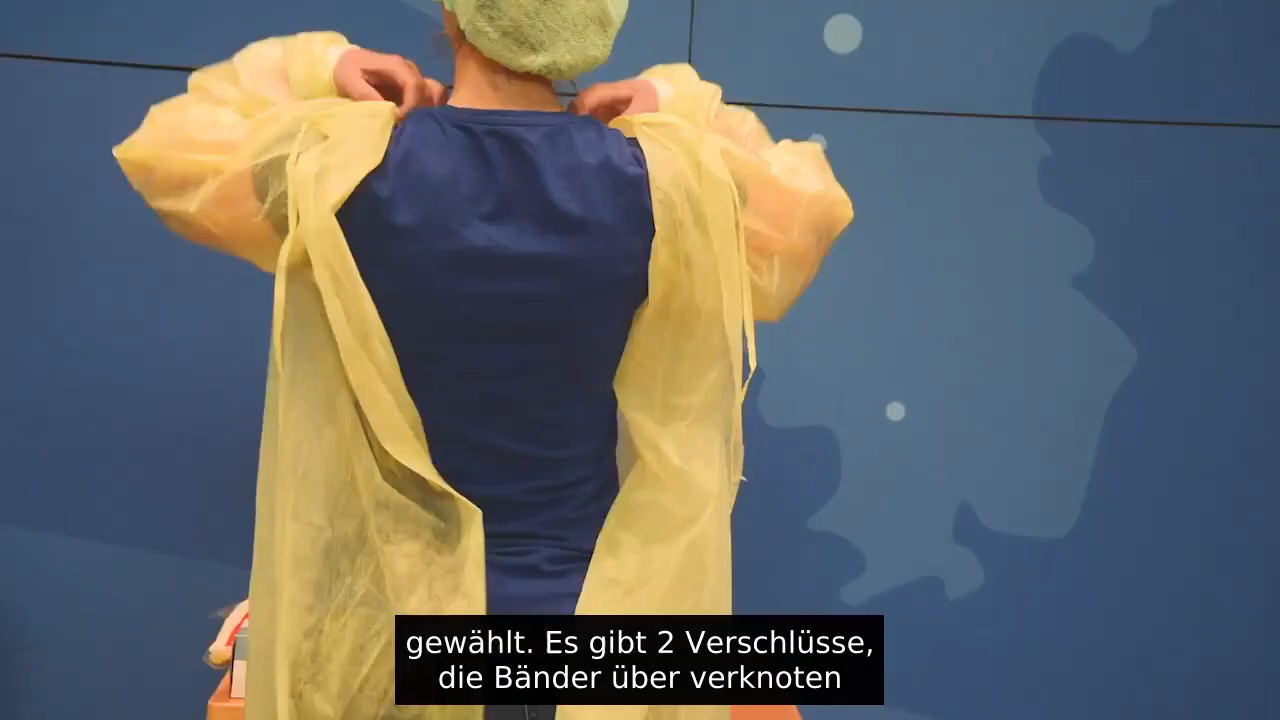 gewählt. Es gibt 2 Verschlüsse,
die Bänder über verknoten